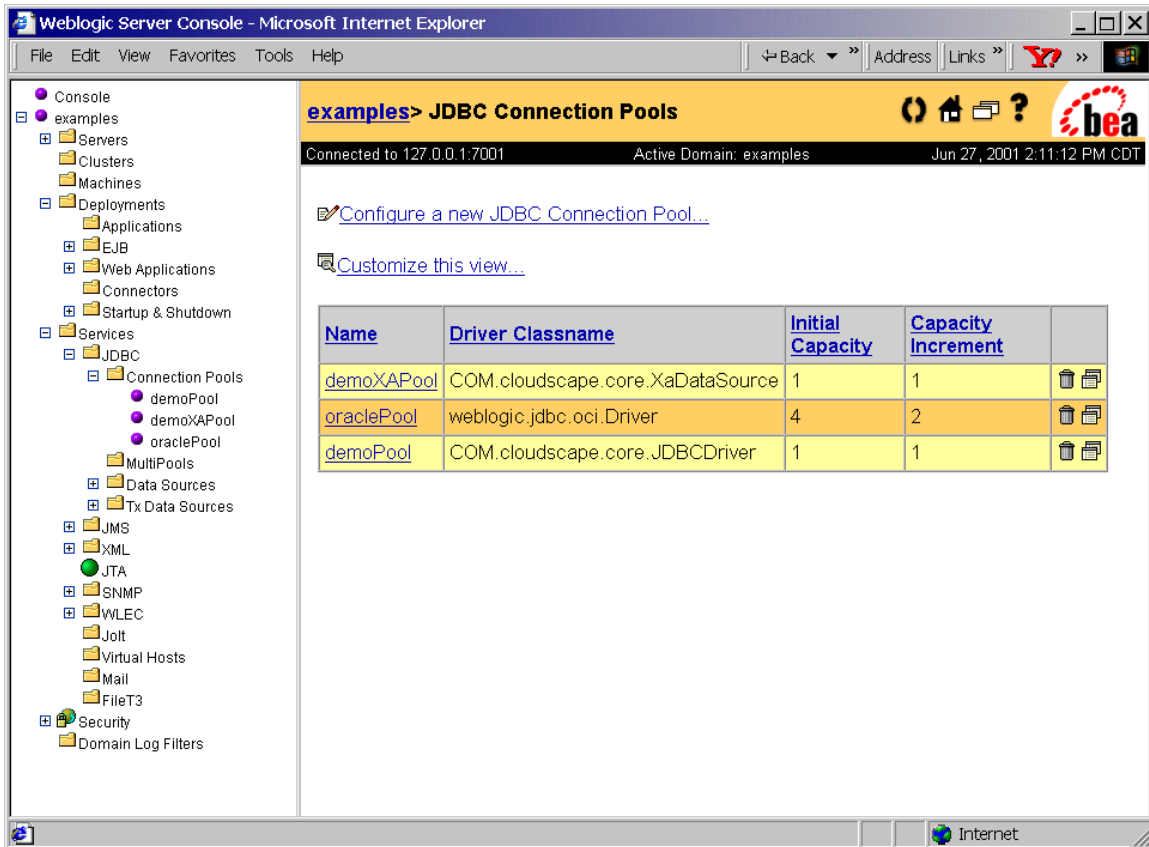 Weblogic Server Console - Microsoft Internet Explorer
File Edit View Favorites Tools Help
Back » Address Links » Y? »
Console
examples
Servers
Clusters
Machines
Deployments
Applications
EJB
Web Applications
Connectors
Startup & Shutdown
Services
JDBC
Connection Pools
demoPool
demoXAPool
oraclePool
MultiPools
Data Sources
Tx Data Sources
JMS
XML
JTA
SNMP
WLEC
Jolt
Virtual Hosts
Mail
FileT3
Security
Domain Log Filters
examples> JDBC Connection Pools ? bea
Connected to 127.0.0.1:7001 Active Domain: examples Jun 27, 2001 2:11:12 PM CDT
Configure a new JDBC Connection Pool...
Customize this view...
Name Driver Classname Initial Capacity Capacity Increment
demoXAPool COM.cloudscape.core.XaDataSource 1 1
oraclePool weblogic.jdbc.oci.Driver 4 2
demoPool COM.cloudscape.core.JDBCDriver 1 1
Internet